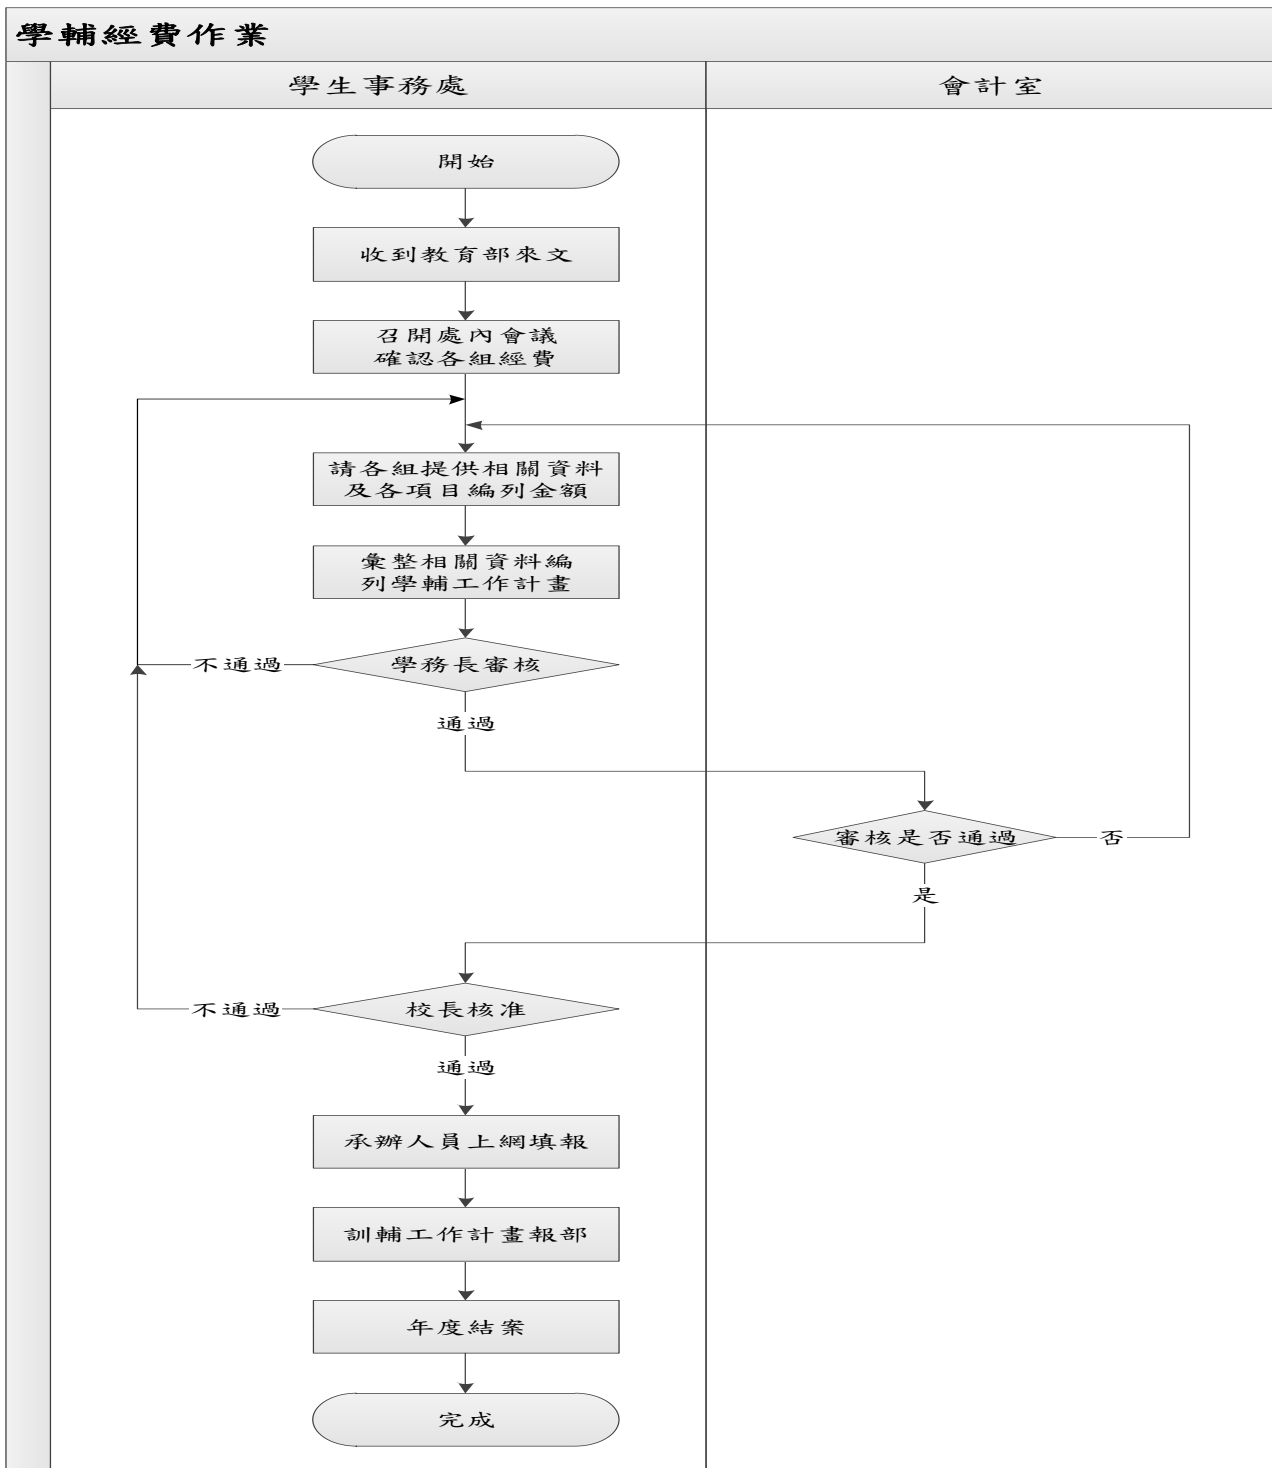 學輔經費作業
學生事務處
會計室
開始
收到教育部來文
召開處內會議
確認各組經費
請各組提供相關資料
及各項目編列金額
彙整相關資料編
列學輔工作計畫
不通過
學務長審核
通過
審核是否通過
否
是
不通過
校長核准
通過
承辦人員上網填報
訓輔工作計畫報部
年度結案
完成